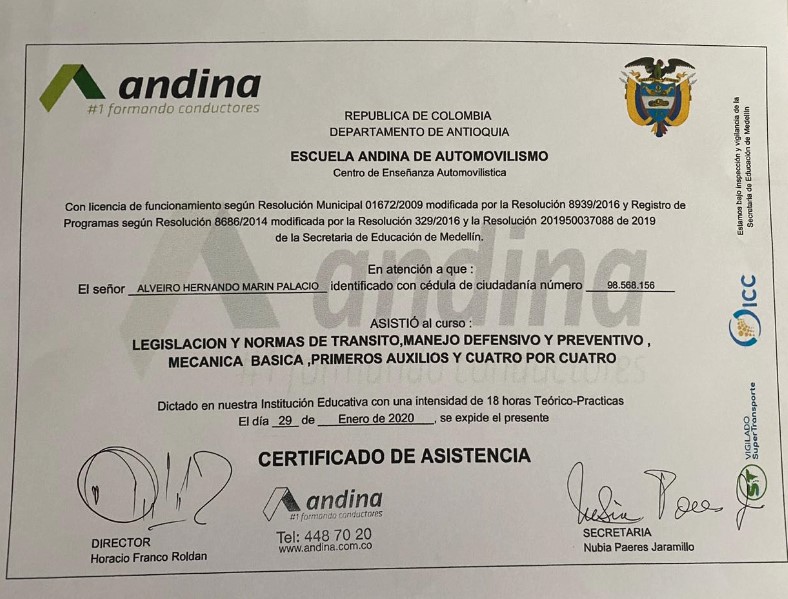 andina
#1 formando conductores
REPUBLICA DE COLOMBIA
DEPARTAMENTO DE ANTIOQUIA
ESCUELA ANDINA DE AUTOMOVILISMO
Centro de Enseñanza Automovilistica
Con licencia de funcionamiento según Resolución Municipal 01672/2009 modificada por la Resolución 8939/2016 y Registro de
Programas según Resolución 8686/2014 modificada por la Resolución 329/2016 y la Resolución 201950037088 de 2019
de la Secretaria de Educación de Medellín.
En atención a que :
El señor ALVEIRO HERNANDO MARIN PALACIO identificado con cédula de ciudadanía número 98.568.156
ASISTIÓ al curso :
LEGISLACION Y NORMAS DE TRANSITO,MANEJO DEFENSIVO Y PREVENTIVO ,
MECANICA BASICA ,PRIMEROS AUXILIOS Y CUATRO POR CUATRO
Dictado en nuestra Institución Educativa con una intensidad de 18 horas Teórico-Practicas
El día 29 de Enero de 2020 , se expide el presente
CERTIFICADO DE ASISTENCIA
andina
#1 formando conductores
Tel: 448 70 20
www.andina.com.co
DIRECTOR
Horacio Franco Roldan
SECRETARIA
Nubia Paeres Jaramillo
Estamos bajo inspección y vigilancia de la
Secretaria de Educación de Medellín
ICC
VIGILADO
SuperTransporte
ST
andina
#1 formando conductores